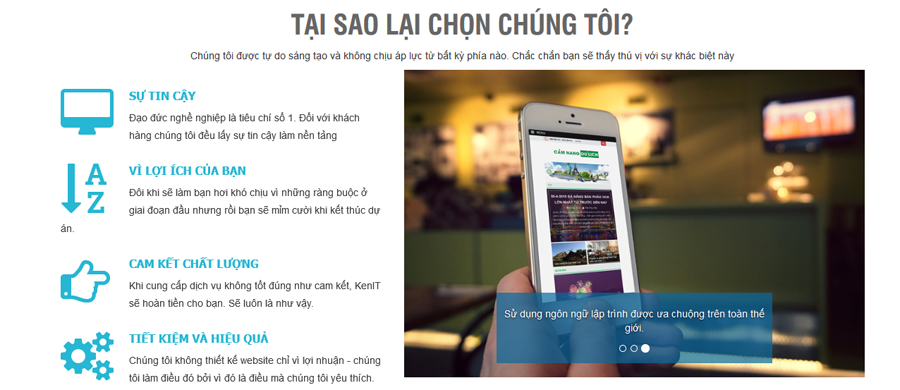 TẠI SAO LẠI CHỌN CHÚNG TÔI?
Chúng tôi được tự do sáng tạo và không chịu áp lực từ bất kỳ phía nào. Chắc chắn bạn sẽ thấy thú vị với sự khác biệt này
SỰ TIN CẬY
Đạo đức nghề nghiệp là tiêu chí số 1. Đối với khách
hàng chúng tôi đều lấy sự tin cậy làm nền tảng
A
Z
VÌ LỢI ÍCH CỦA BẠN
Đôi khi sẽ làm bạn hơi khó chịu vì những ràng buộc ở
giai đoạn đầu nhưng rồi bạn sẽ mỉm cười khi kết thúc dự
án.
CAM KẾT CHẤT LƯỢNG
Khi cung cấp dịch vụ không tốt đúng như cam kết, KenIT
sẽ hoàn tiền cho bạn. Sẽ luôn là như vậy.
TIẾT KIỆM VÀ HIỆU QUẢ
Chúng tôi không thiết kế website chỉ vì lợi nhuận - chúng
tôi làm điều đó bởi vì đó là điều mà chúng tôi yêu thích.
MENU
CẨM NANG DU LỊCH
Sử dụng ngôn ngữ lập trình được ưa chuộng trên toàn thế
giới.